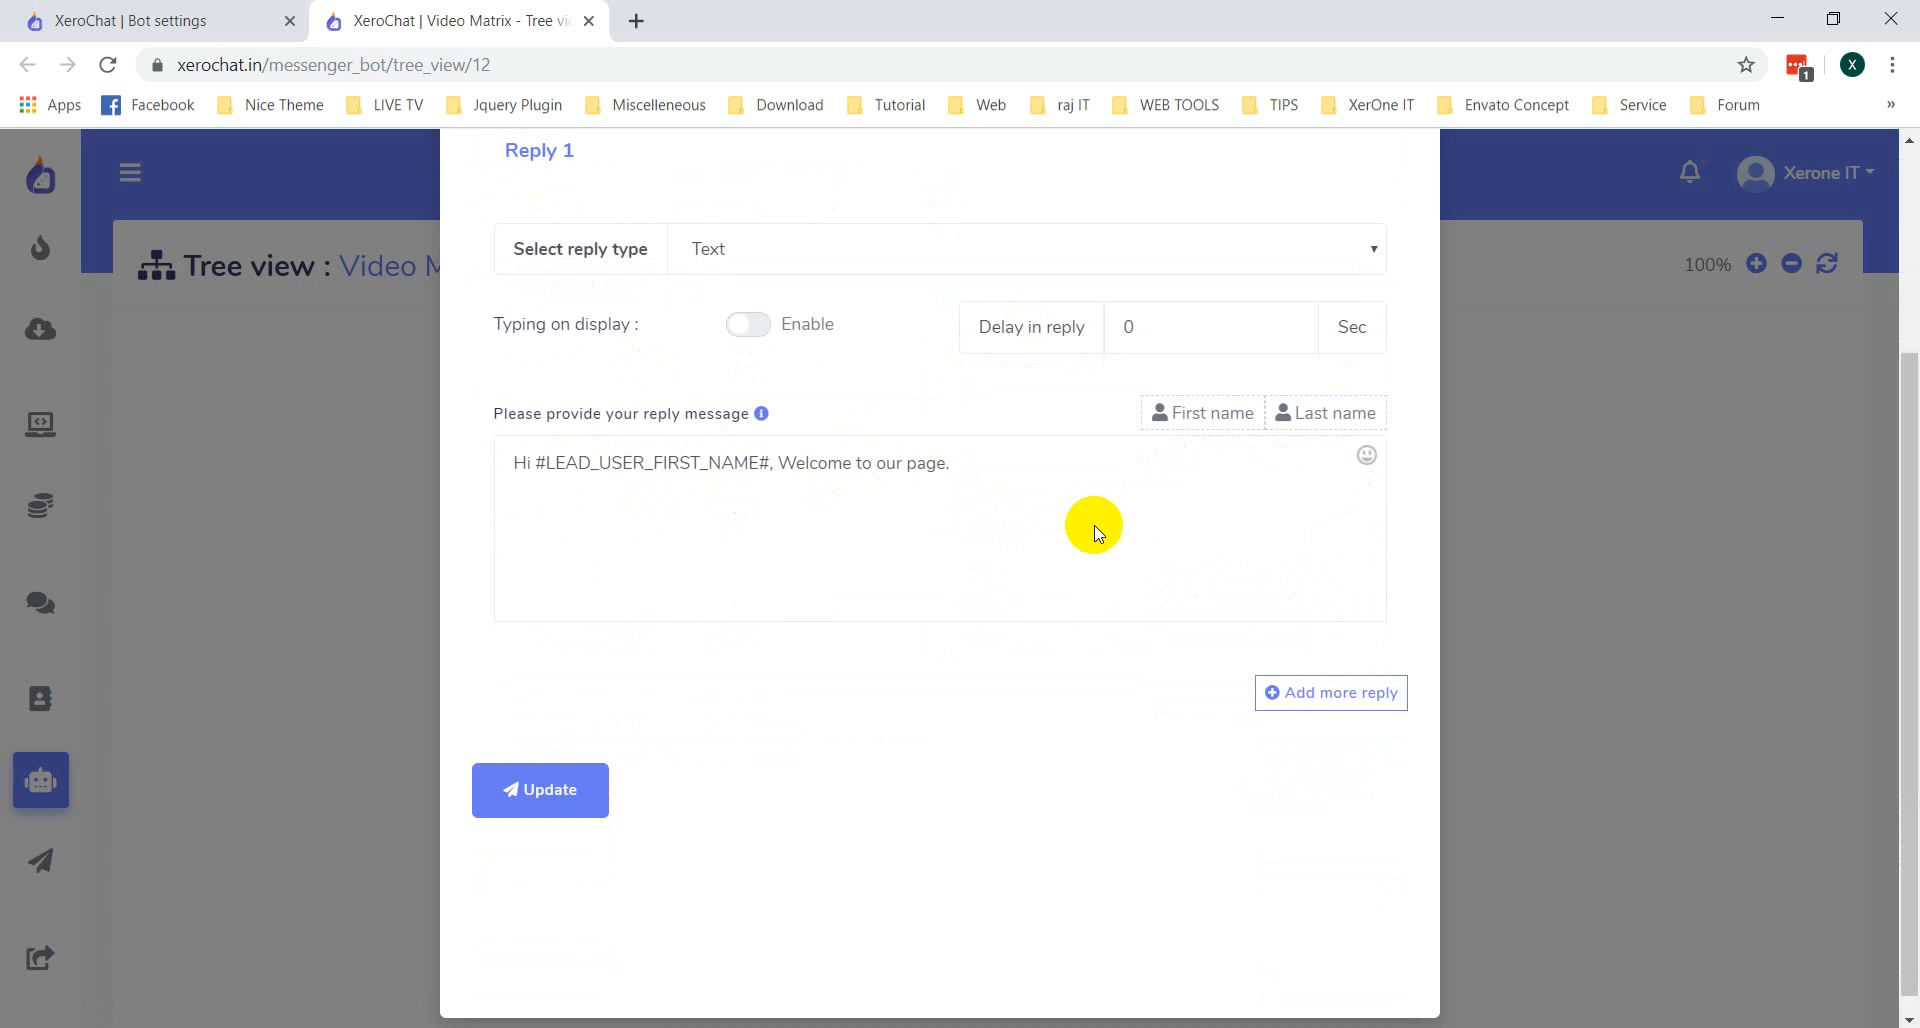 XeroChat | Bot settings
XeroChat | Video Matrix - Tree vi
xerochat.in/messenger_bot/tree_view/12
1
X
Apps Facebook Nice Theme LIVE TV Jquery Plugin Miscelleneous Download Tutorial Web raj IT WEB TOOLS TIPS XerOne IT Envato Concept Service Forum »
Reply 1
Xerone IT
Select reply type Text
Tree view : Video M
100%
Typing on display : Enable Delay in reply 0 Sec
Please provide your reply message First name Last name
Hi #LEAD_USER_FIRST_NAME#, Welcome to our page.
Add more reply
Update